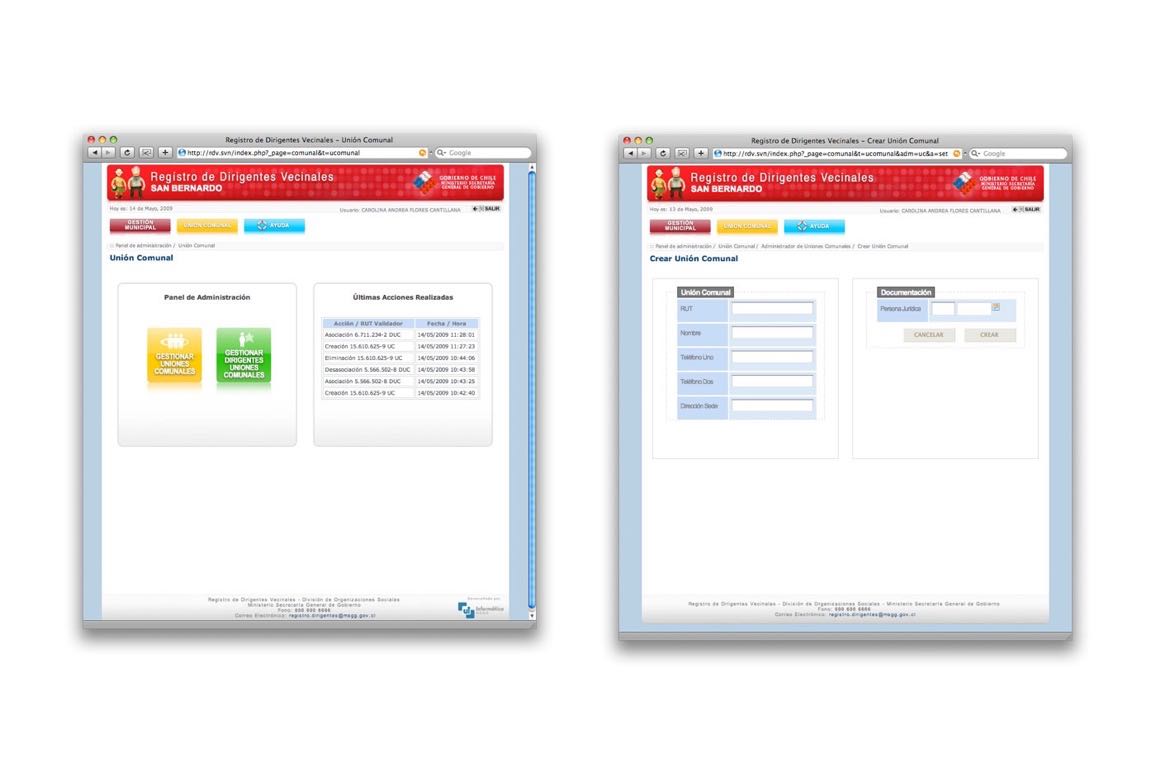 Registro de Dirigentes Vecinales – Unión Comunal
http://rdv.svn/index.php?_page=comunal&t=ucomunal
Google
Registro de Dirigentes Vecinales
SAN BERNARDO
GOBIERNO DE CHILE
MINISTERIO SECRETARÍA
GENERAL DE GOBIERNO
Hoy es: 14 de Mayo, 2009
Usuario: CAROLINA ANDREA FLORES CANTILLANA
SALIR
GESTIÓN
MUNICIPAL
UNIÓN COMUNAL
AYUDA
:: Panel de administración / Unión Comunal
Unión Comunal
Panel de Administración
GESTIONAR
UNIONES
COMUNALES
GESTIONAR
DIRIGENTES
UNIONES
COMUNALES
Últimas Acciones Realizadas
Acción / RUT Validador Fecha / Hora
Asociación 6.711.234-2 DUC 14/05/2009 11:28:01
Creación 15.610.625-9 UC 14/05/2009 11:27:23
Eliminación 15.610.625-9 UC 14/05/2009 10:44:06
Desasociación 5.566.502-8 DUC 14/05/2009 10:43:58
Asociación 5.566.502-8 DUC 14/05/2009 10:43:25
Creación 15.610.625-9 UC 14/05/2009 10:42:40
Registro de Dirigentes Vecinales - División de Organizaciones Sociales
Ministerio Secretaría General de Gobierno
Correo Electrónico: registro.dirigentes@msgg.gov.cl
Desarrollado por
Informática
Registro de Dirigentes Vecinales – Crear Unión Comunal
http://rdv.svn/index.php?_page=comunal&t=ucomunal&adm=uc&a=set
Google
Registro de Dirigentes Vecinales
SAN BERNARDO
GOBIERNO DE CHILE
MINISTERIO SECRETARÍA
GENERAL DE GOBIERNO
Hoy es: 13 de Mayo, 2009
Usuario: CAROLINA ANDREA FLORES CANTILLANA
SALIR
GESTIÓN
MUNICIPAL
UNIÓN COMUNAL
AYUDA
:: Panel de administración / Unión Comunal / Administrador de Uniones Comunales / Crear Unión Comunal
Crear Unión Comunal
Unión Comunal
RUT
Nombre
Teléfono Uno
Teléfono Dos
Dirección Sede
Documentación
Persona Jurídica
CANCELAR
CREAR
Registro de Dirigentes Vecinales - División de Organizaciones Sociales - Ministerio Secretaría General de Gobierno
Correo Electrónico: registro.dirigentes@msgg.gov.cl